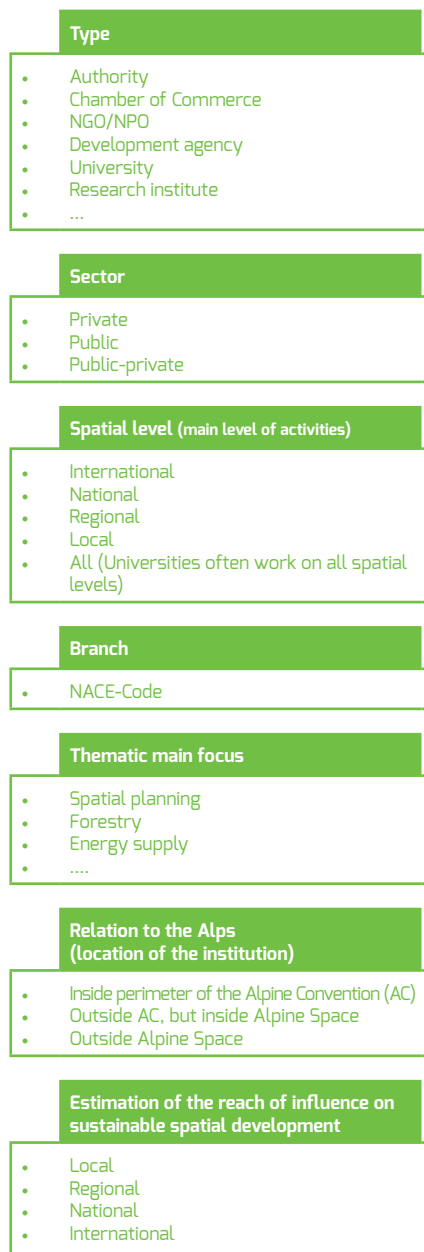 Type
• Authority
• Chamber of Commerce
• NGO/NPO
• Development agency
• University
• Research institute
• ...
Sector
• Private
• Public
• Public-private
Spatial level (main level of activities)
• International
• National
• Regional
• Local
• All (Universities often work on all spatial
levels)
Branch
• NACE-Code
Thematic main focus
• Spatial planning
• Forestry
• Energy supply
• ....
Relation to the Alps
(location of the institution)
• Inside perimeter of the Alpine Convention (AC)
• Outside AC, but inside Alpine Space
• Outside Alpine Space
Estimation of the reach of influence on
sustainable spatial development
• Local
• Regional
• National
• International